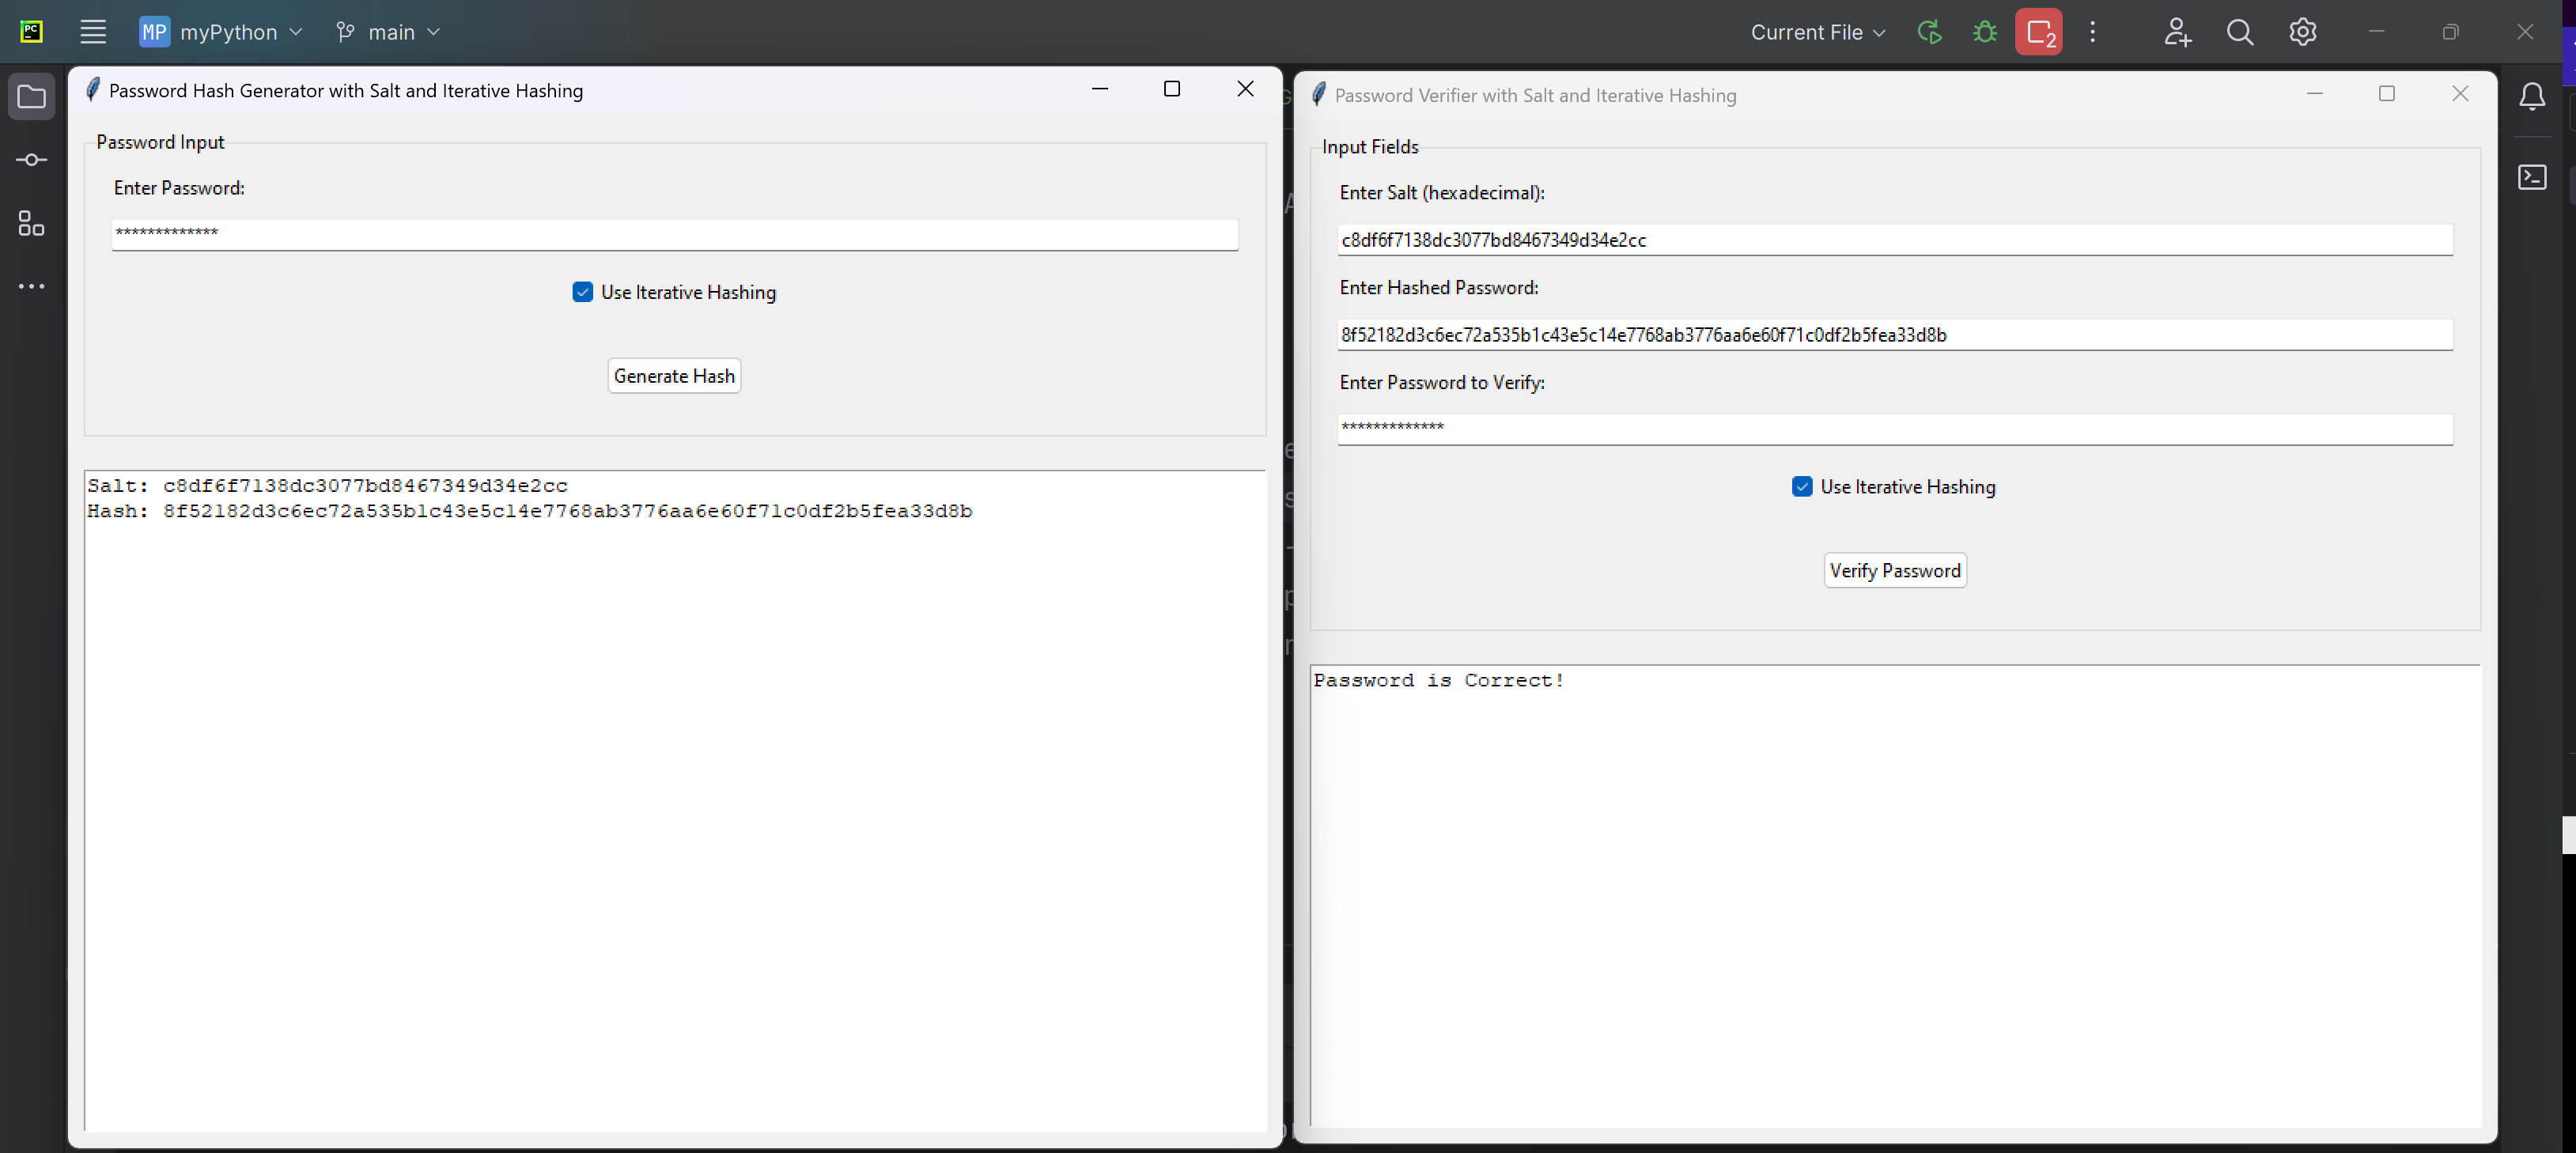 PC
MP myPython main
Current File
2
Password Hash Generator with Salt and Iterative Hashing
Password Input
Enter Password:
*************
Use Iterative Hashing
Generate Hash
Salt: c8df6f7138dc3077bd8467349d34e2cc
Hash: 8f52182d3c6ec72a535b1c43e5c14e7768ab3776aa6e60f71c0df2b5fea33d8b
Password Verifier with Salt and Iterative Hashing
Input Fields
Enter Salt (hexadecimal):
c8df6f7138dc3077bd8467349d34e2cc
Enter Hashed Password:
8f52182d3c6ec72a535b1c43e5c14e7768ab3776aa6e60f71c0df2b5fea33d8b
Enter Password to Verify:
*************
Use Iterative Hashing
Verify Password
Password is Correct!